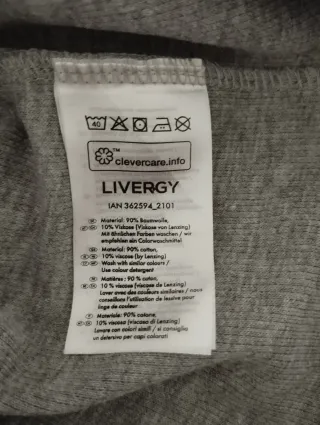 40
clevercare.info
LIVERGY
IAN 362594_2101
Material: 90% Baumwolle,
10% Viskose (Viskose von Lenzing)
Mit ähnlichen Farben waschen / wir
empfehlen ein Colorwaschmittel
Material: 90% cotton,
10% viscose (by Lenzing)
Wash with similar colours /
Use colour detergent
Matières : 90 % coton,
10 % viscose (viscose de Lenzing)
Laver avec des couleurs similaires / nous
conseillons l'utilisation de lessive pour
linge de couleur
Materiale: 90% cotone,
10% viscosa (viscosa di Lenzing)
Lavare con colori simili / si consiglia
un detersivo per capi colorati